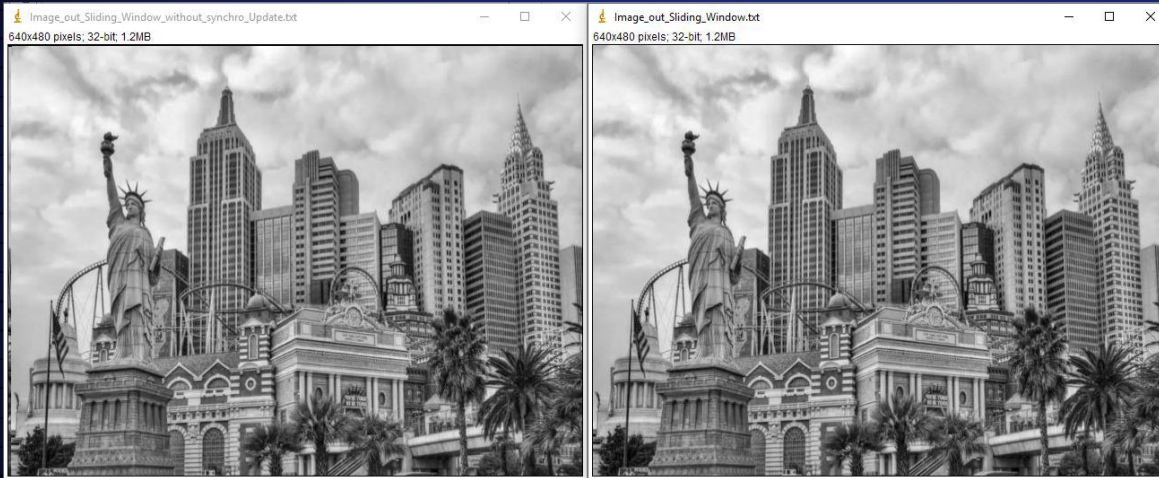 Image_out_Sliding_Window_without_synchro_Update.txt
640x480 pixels; 32-bit; 1.2MB
Image_out_Sliding_Window.txt
640x480 pixels; 32-bit; 1.2MB